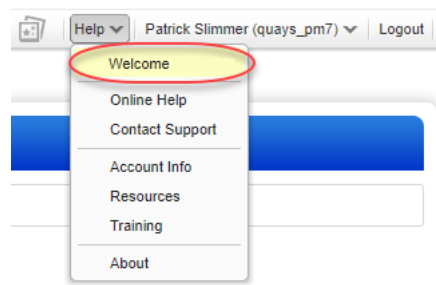 Help Patrick Slimmer (quays_pm7) Logout
Welcome
Online Help
Contact Support
Account Info
Resources
Training
About